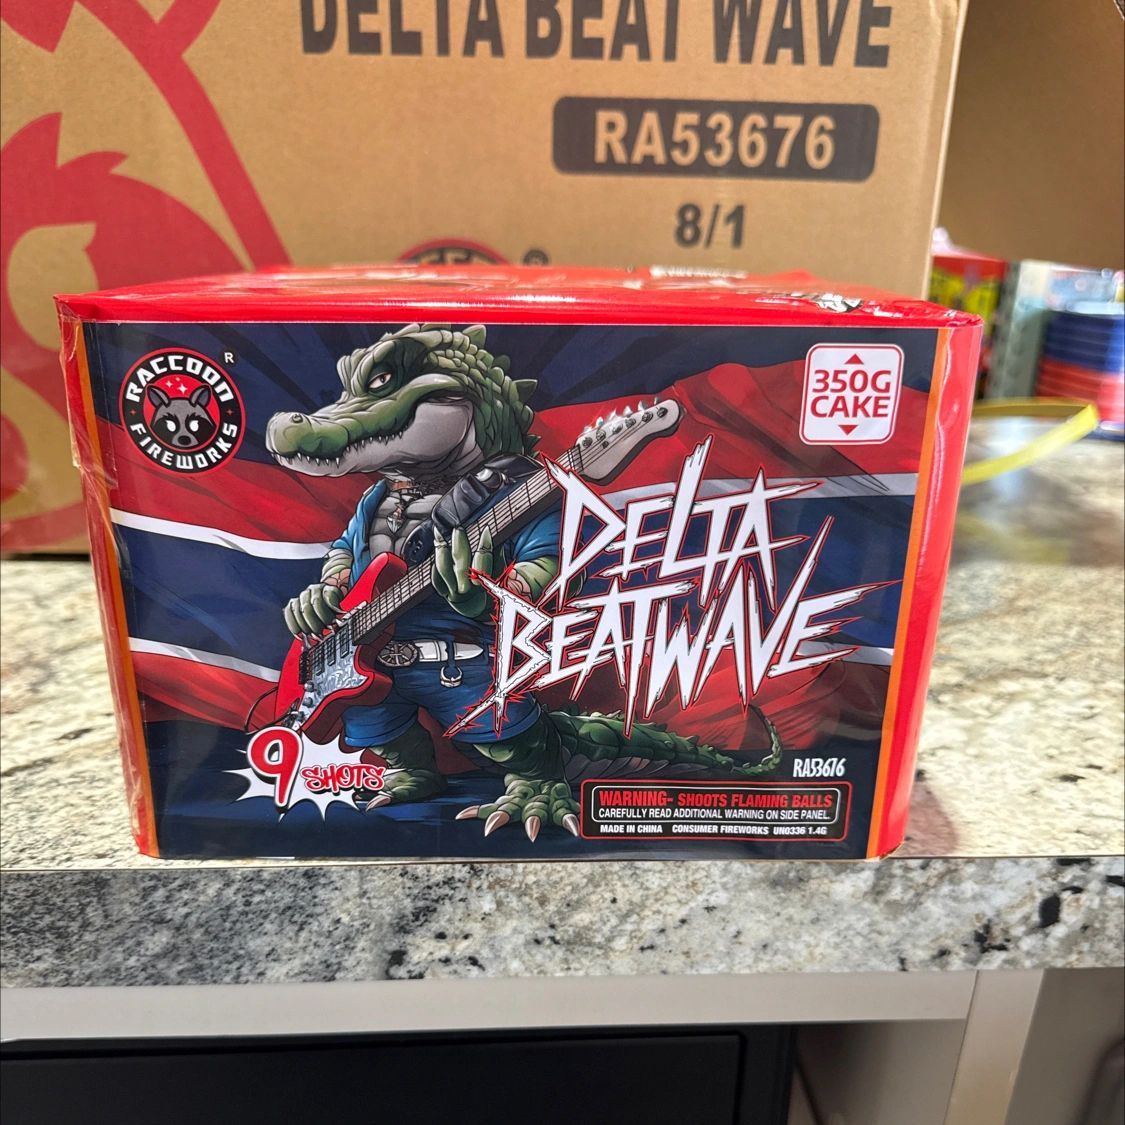 DELTA BEAT WAVE
RA53676
8/1
RACCOON
FIREWORKS
R
350G
CAKE
DELTA
BEATWAVE
9
SHOTS
RA53676
WARNING- SHOOTS FLAMING BALLS
CAREFULLY READ ADDITIONAL WARNING ON SIDE PANEL.
MADE IN CHINA CONSUMER FIREWORKS UN0336 1.4G